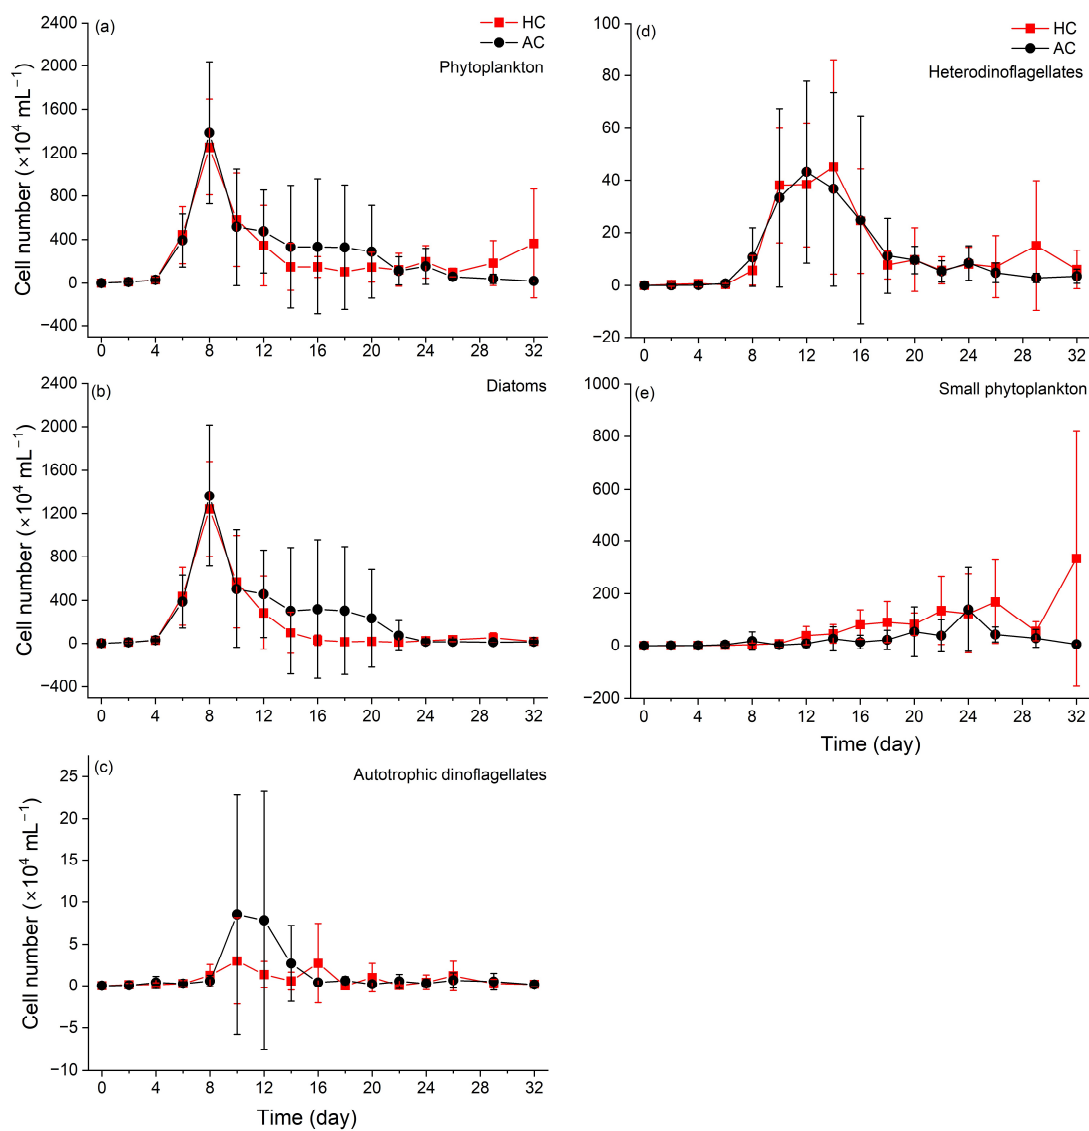 (a)
HC
AC
Phytoplankton
2400
2000
1600
1200
800
400
0
−400
Cell number (×10⁴ mL⁻¹)
0 4 8 12 16 20 24 28 32
(b)
Diatoms
2400
2000
1600
1200
800
400
0
−400
Cell number (×10⁴ mL⁻¹)
0 4 8 12 16 20 24 28 32
(c)
Autotrophic dinoflagellates
25
20
15
10
5
0
−5
−10
Cell number (×10⁴ mL⁻¹)
0 4 8 12 16 20 24 28 32
Time (day)
(d)
HC
AC
Heterodinoflagellates
100
80
60
40
20
0
−20
0 4 8 12 16 20 24 28 32
(e)
Small phytoplankton
1000
800
600
400
200
0
−200
0 4 8 12 16 20 24 28 32
Time (day)